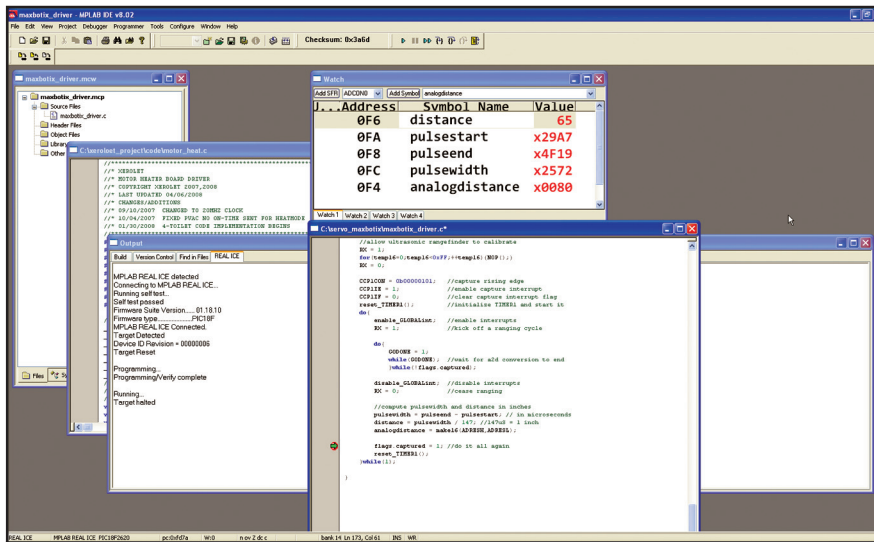 maxbotix_driver - MPLAB IDE v8.02
File Edit View Project Debugger Programmer Tools Configure Window Help
Checksum: 0x3a6d
maxbotix_driver.mcw
maxbotix_driver.mcp
Source Files
maxbotix_driver.c
Header Files
Object Files
Library
Other
Files
Watch
Add SFR ADCON0 Add Symbol analogdistance
U... Address Symbol Name Value
0F6 distance 65
0FA pulsestart x29A7
0F8 pulseend x4F19
0FC pulsewidth x2572
0F4 analogdistance x0080
Watch 1 Watch 2 Watch 3 Watch 4
C:\xerolnet_project\code\motor_heat.c
//* XEROLET
//* MOTOR HEATER BOARD DRIVER
//* COPYRIGHT XEROLET 2007,2008
//* LAST UPDATED 04/06/2008
//* CHANGES/ADDITIONS
//* 09/10/2007 CHANGED TO 20MHZ CLOCK
//* 10/04/2007 FIXED PVAC NO ON-TIME SENT FOR HEATMODE
//* 01/30/2008 4-TOILET CODE IMPLEMENTATION BEGINS
Output
Build Version Control Find in Files REAL ICE
MPLAB REAL ICE detected
Connecting to MPLAB REAL ICE...
Running self test...
Self test passed
Firmware Suite Version...... 01.18.10
Firmware type......................PIC18F
MPLAB REAL ICE Connected.
Target Detected
Device ID Revision = 00000006
Target Reset
Programming...
Programming/Verify complete
Running...
Target halted
C:\servo_maxbotix\maxbotix_driver.c*
//allow ultrasonic rangefinder to calibrate
RX = 1;
for(temp16=0;temp16<0xFF;++temp16){NOP();}
RX = 0;
CCP1CON = 0b00000101; //capture rising edge
CCP1IE = 1; //enable capture interrupt
CCP1IF = 0; //clear capture interrupt flag
reset_TIMER1(); //initialize TIMER1 and start it
do{
enable_GLOBALint; //enable interrupts
RX = 1; //kick off a ranging cycle
do{
GODONE = 1;
while(GODONE); //wait for a2d conversion to end
}while(!flags.captured);
disable_GLOBALint; //disable interrupts
RX = 0; //cease ranging
//compute pulsewidth and distance in inches
pulsewidth = pulseend - pulsestart; // in microseconds
distance = pulsewidth / 147; //147uS = 1 inch
analogdistance = make16(ADRESH,ADRESL);
flags.captured = 1; //do it all again
reset_TIMER1();
}while(1);
}
REAL ICE MPLAB REAL ICE PIC18F2620 pc:0xfd7a W:0 n ov Z dc c bank 14 Ln 173, Col 61 INS WR